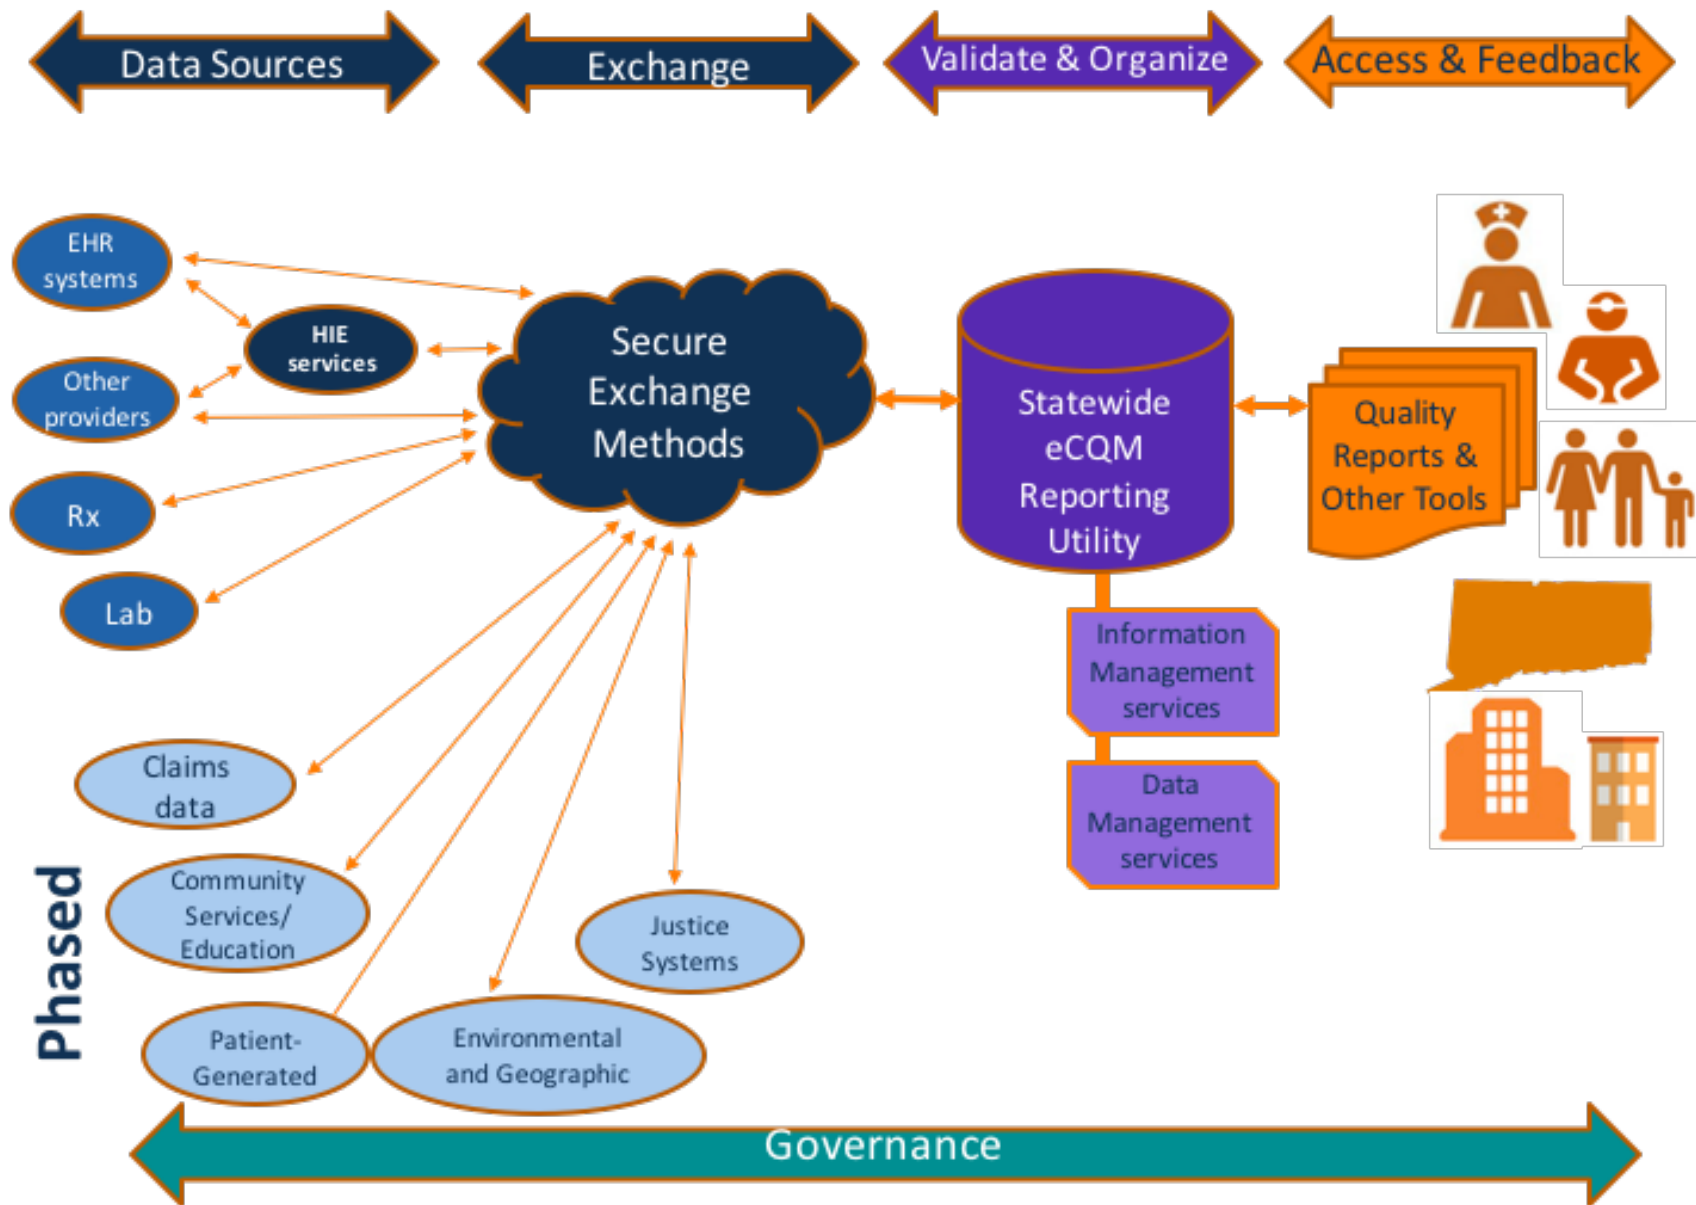 Data Sources
Exchange
Validate & Organize
Access & Feedback
EHR
systems
HIE
services
Other
providers
Rx
Lab
Secure
Exchange
Methods
Statewide
eCQM
Reporting
Utility
Quality
Reports &
Other Tools
Information
Management
services
Data
Management
services
Phased
Claims
data
Community
Services/
Education
Justice
Systems
Patient-
Generated
Environmental
and Geographic
Governance